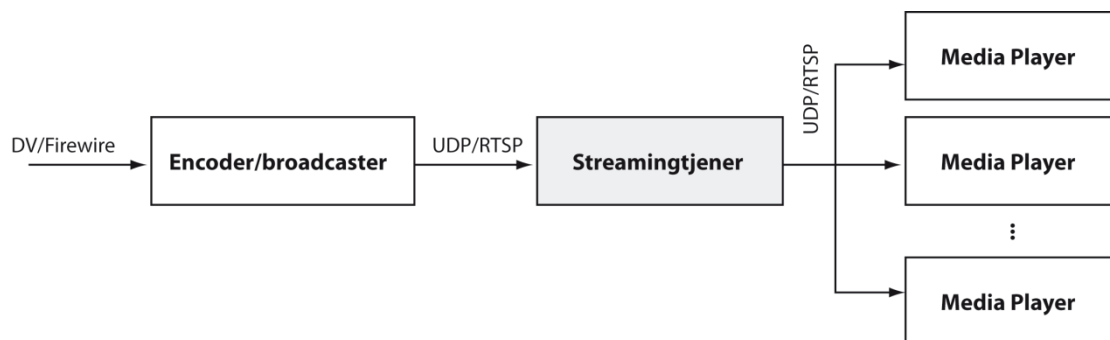 DV/Firewire
Encoder/broadcaster
UDP/RTSP
Streamingtjener
UDP/RTSP
Media Player
Media Player
⋮
Media Player